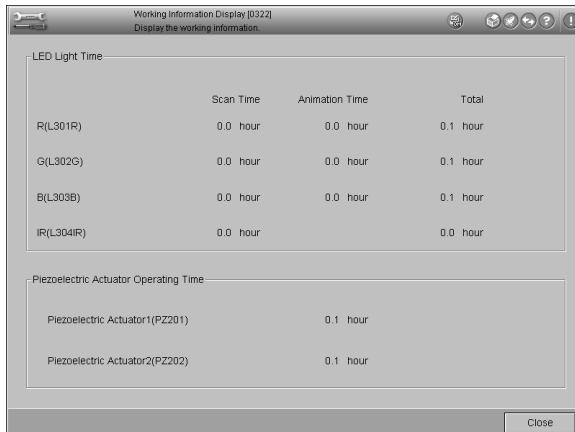 Working Information Display [0322]
Display the working information.
LED Light Time
Scan Time Animation Time Total
R(L301R) 0.0 hour 0.0 hour 0.1 hour
G(L302G) 0.0 hour 0.0 hour 0.1 hour
B(L303B) 0.0 hour 0.0 hour 0.1 hour
IR(L304IR) 0.0 hour 0.0 hour
Piezoelectric Actuator Operating Time
Piezoelectric Actuator1(PZ201) 0.1 hour
Piezoelectric Actuator2(PZ202) 0.1 hour
Close